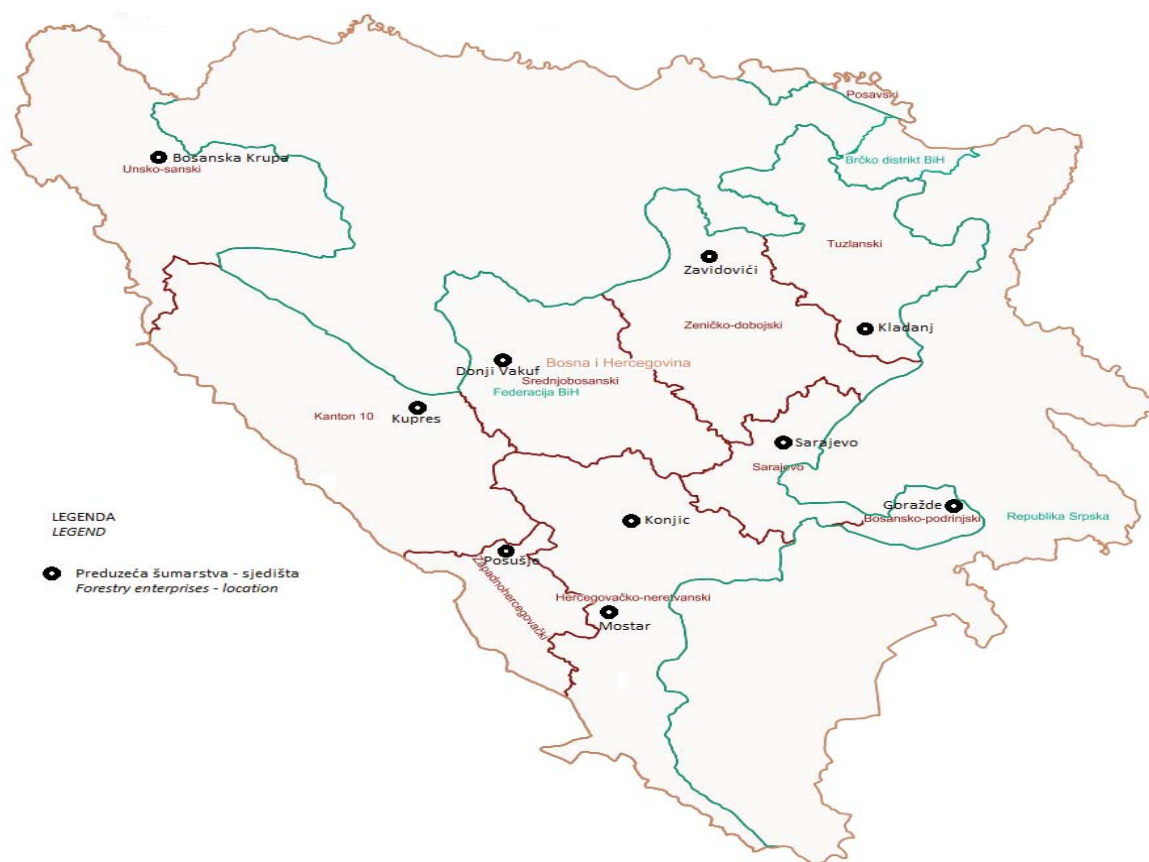 Posavski
Brčko distrikt BiH
Bosanska Krupa
Unsko-sanski
Tuzlanski
Zavidovići
Zeničko-dobojski
Kladanj
Bosna i Hercegovina
Donji Vakuf
Srednjobosanski
Federacija BiH
Kanton 10
Kupres
Sarajevo
Sarajevo
Goražde
Bosansko-podrinjski
Republika Srpska
Konjic
LEGENDA
LEGEND
Posušje
Zapadnohercegovački
Preduzeća šumarstva - sjedišta
Forestry enterprises - location
Hercegovačko-neretvanski
Mostar